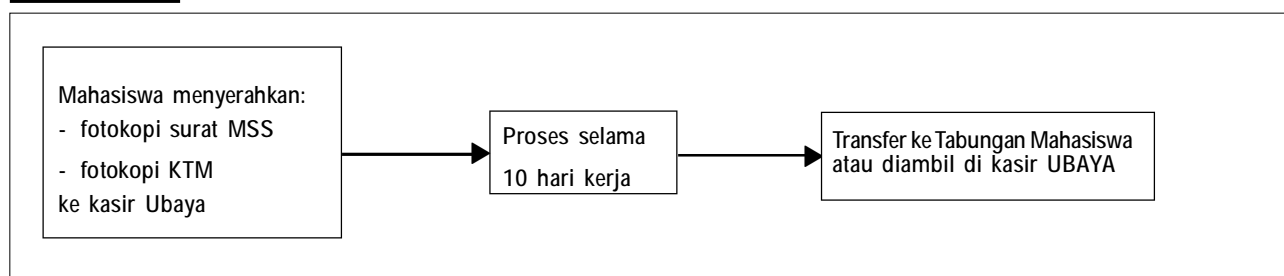 Mahasiswa menyerahkan:
- fotokopi surat MSS
- fotokopi KTM
ke kasir Ubaya
Proses selama
10 hari kerja
Transfer ke Tabungan Mahasiswa
atau diambil di kasir UBAYA